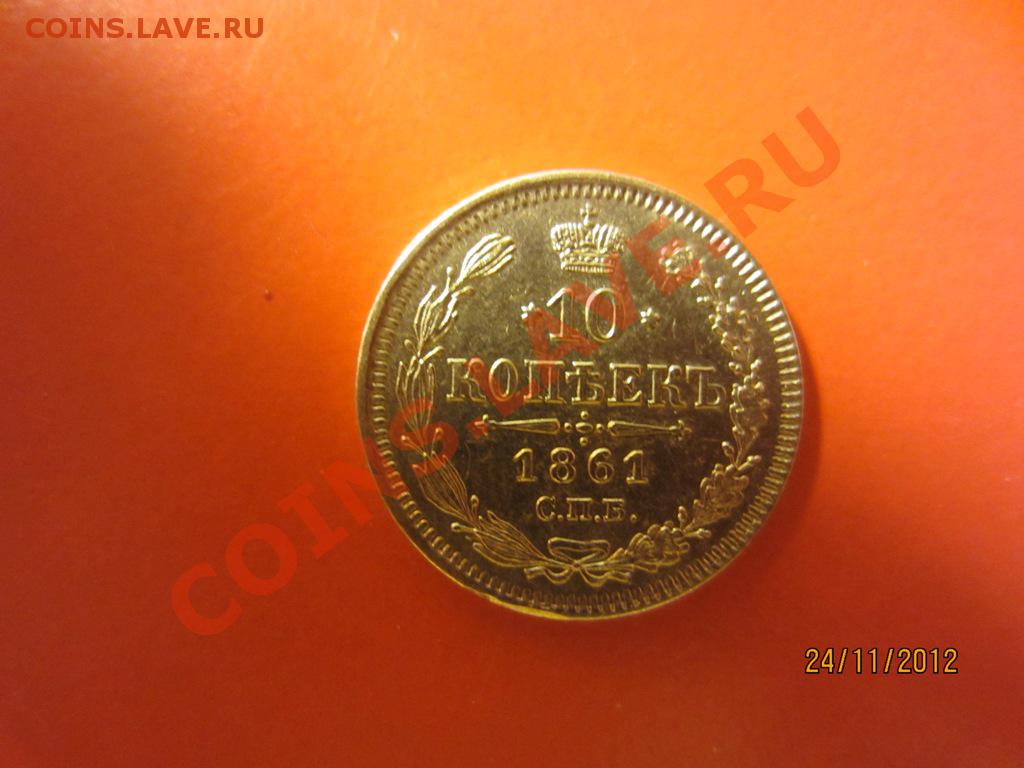 COINS.LAVE.RU
COINS.LAVE.RU
10
КОПѢЕКЪ
1861
С.П.Б.
24/11/2012